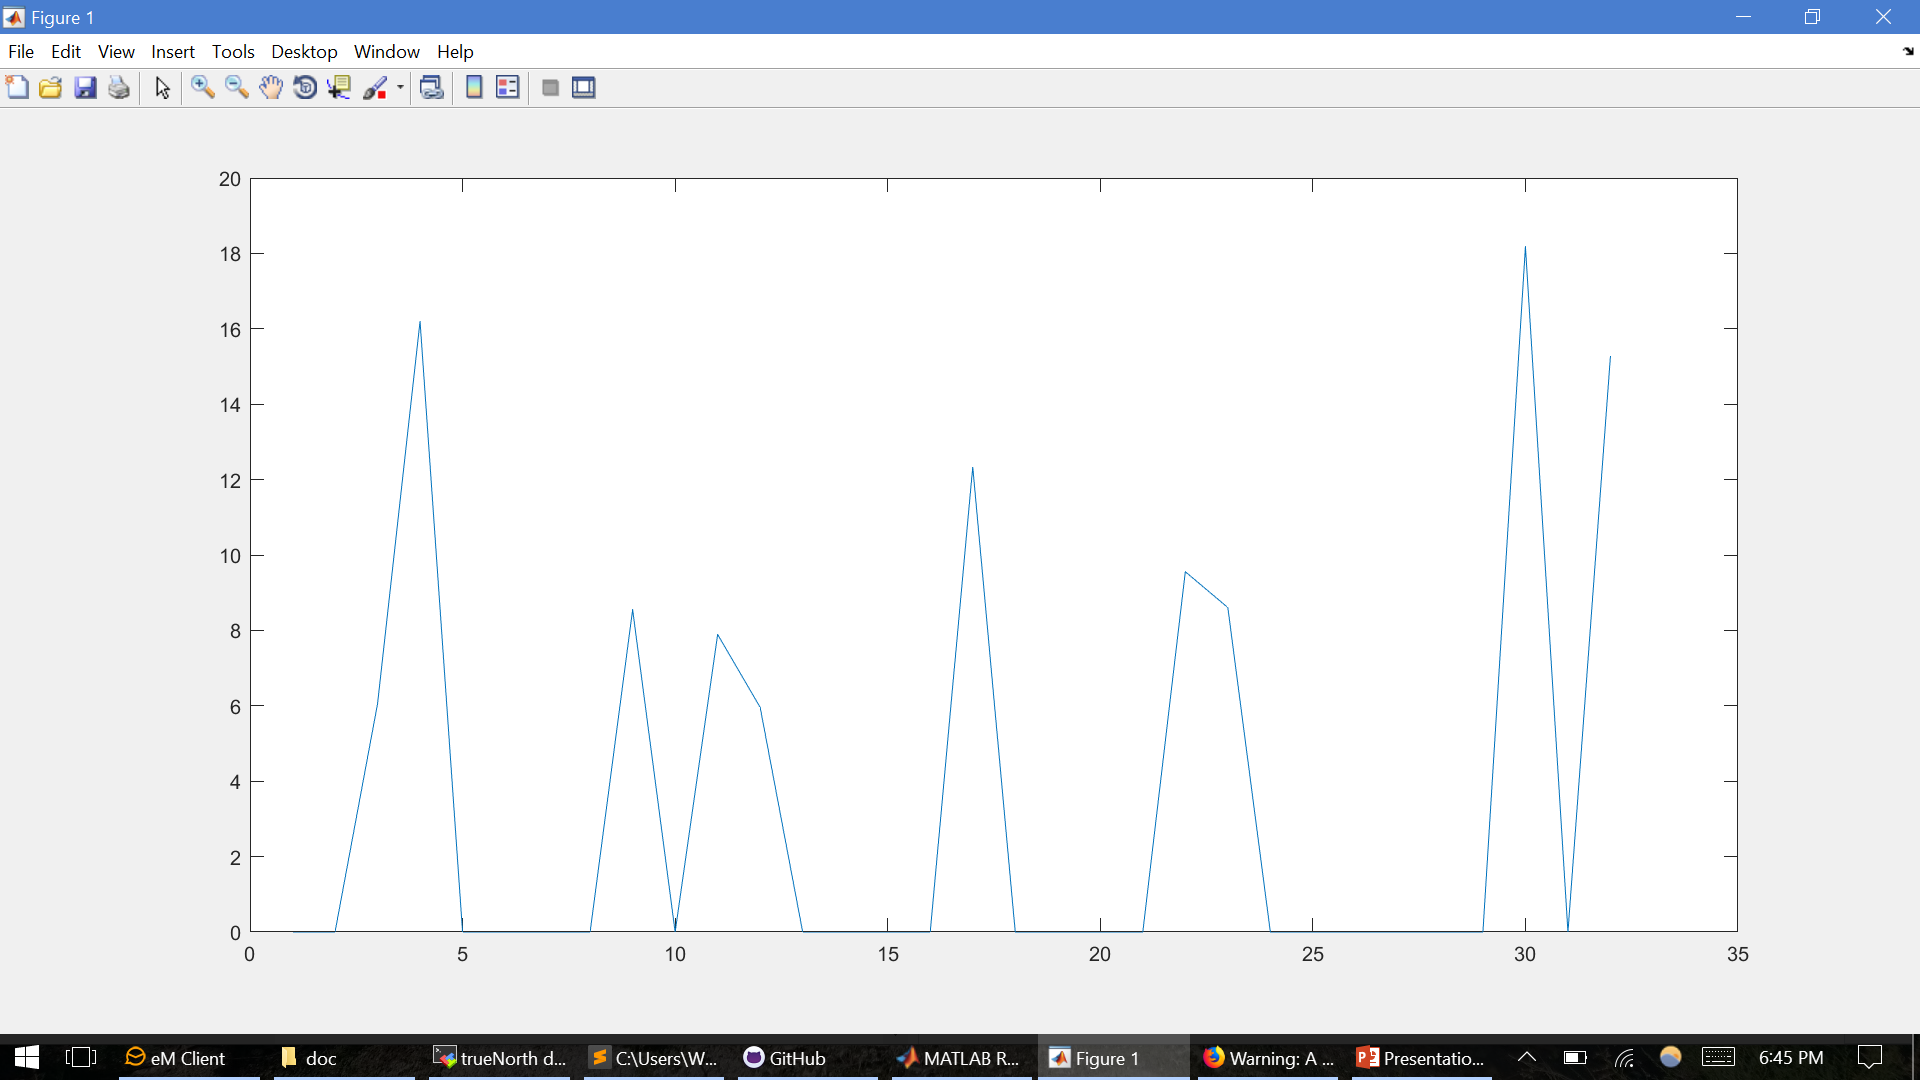 Figure 1
File Edit View Insert Tools Desktop Window Help
20
18
16
14
12
10
8
6
4
2
0
0 5 10 15 20 25 30 35
eM Client doc trueNorth d... C:\Users\W... GitHub MATLAB R... Figure 1 Warning: A ... Presentatio... 6:45 PM